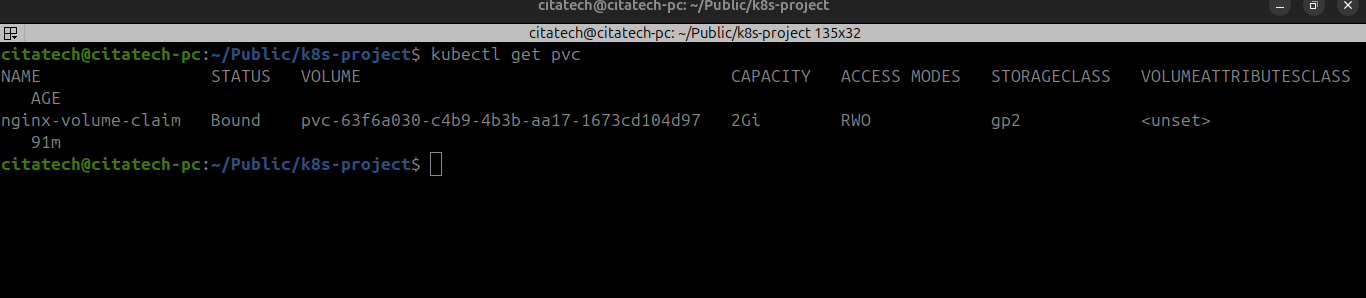 citatech@citatech-pc: ~/Public/k8s-project
citatech@citatech-pc: ~/Public/k8s-project 135x32
citatech@citatech-pc:~/Public/k8s-project$ kubectl get pvc
NAME STATUS VOLUME CAPACITY ACCESS MODES STORAGECLASS VOLUMEATTRIBUTESCLASS
AGE
nginx-volume-claim Bound pvc-63f6a030-c4b9-4b3b-aa17-1673cd104d97 2Gi RWO gp2 <unset>
91m
citatech@citatech-pc:~/Public/k8s-project$